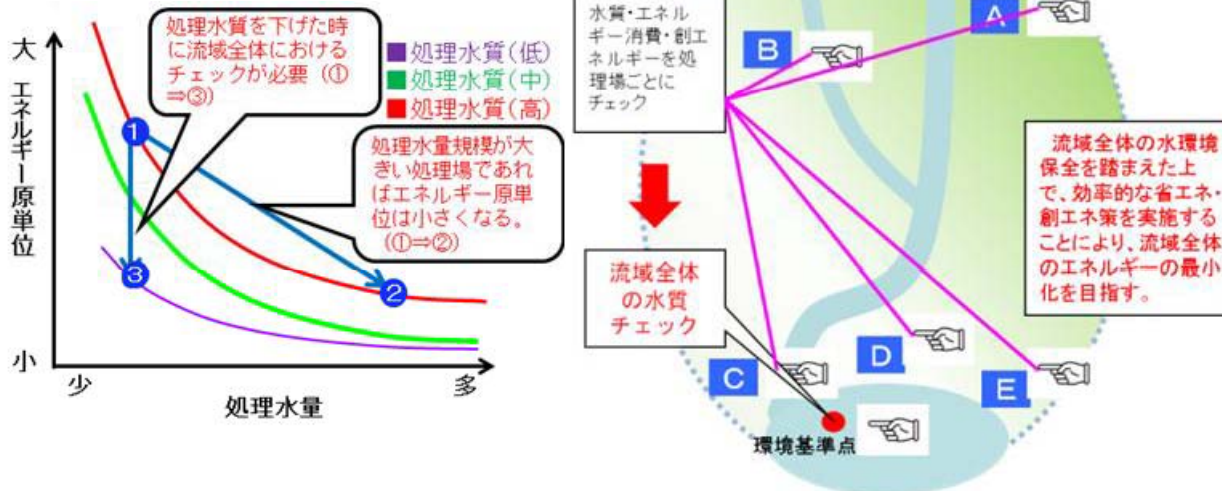 処理水質を下げた時
に流域全体における
チェックが必要（①
⇒③）
大
エネルギー原単位
小
■処理水質（低）
■処理水質（中）
■処理水質（高）
①
処理水量規模が大
きい処理場であれ
ばエネルギー原単
位は小さくなる。
（①⇒②）
③
②
少
多
処理水量
水質・エネル
ギー消費・創エ
ネルギーを処
理場ごとに
チェック
A
B
流域全体の水環境
保全を踏まえた上
で、効率的な省エネ・
創エネ策を実施する
ことにより、流域全体
のエネルギーの最小
化を目指す。
流域全体
の水質
チェック
C
D
E
環境基準点